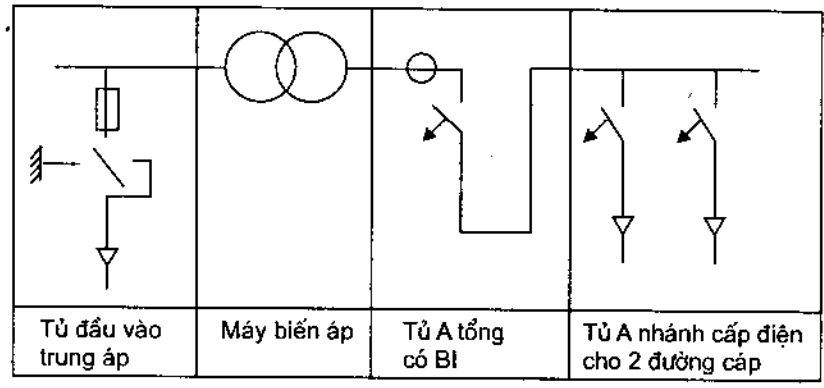 Tủ đầu vào
trung áp
Máy biến áp
Tủ A tổng
có BI
Tủ A nhánh cấp điện
cho 2 đường cáp